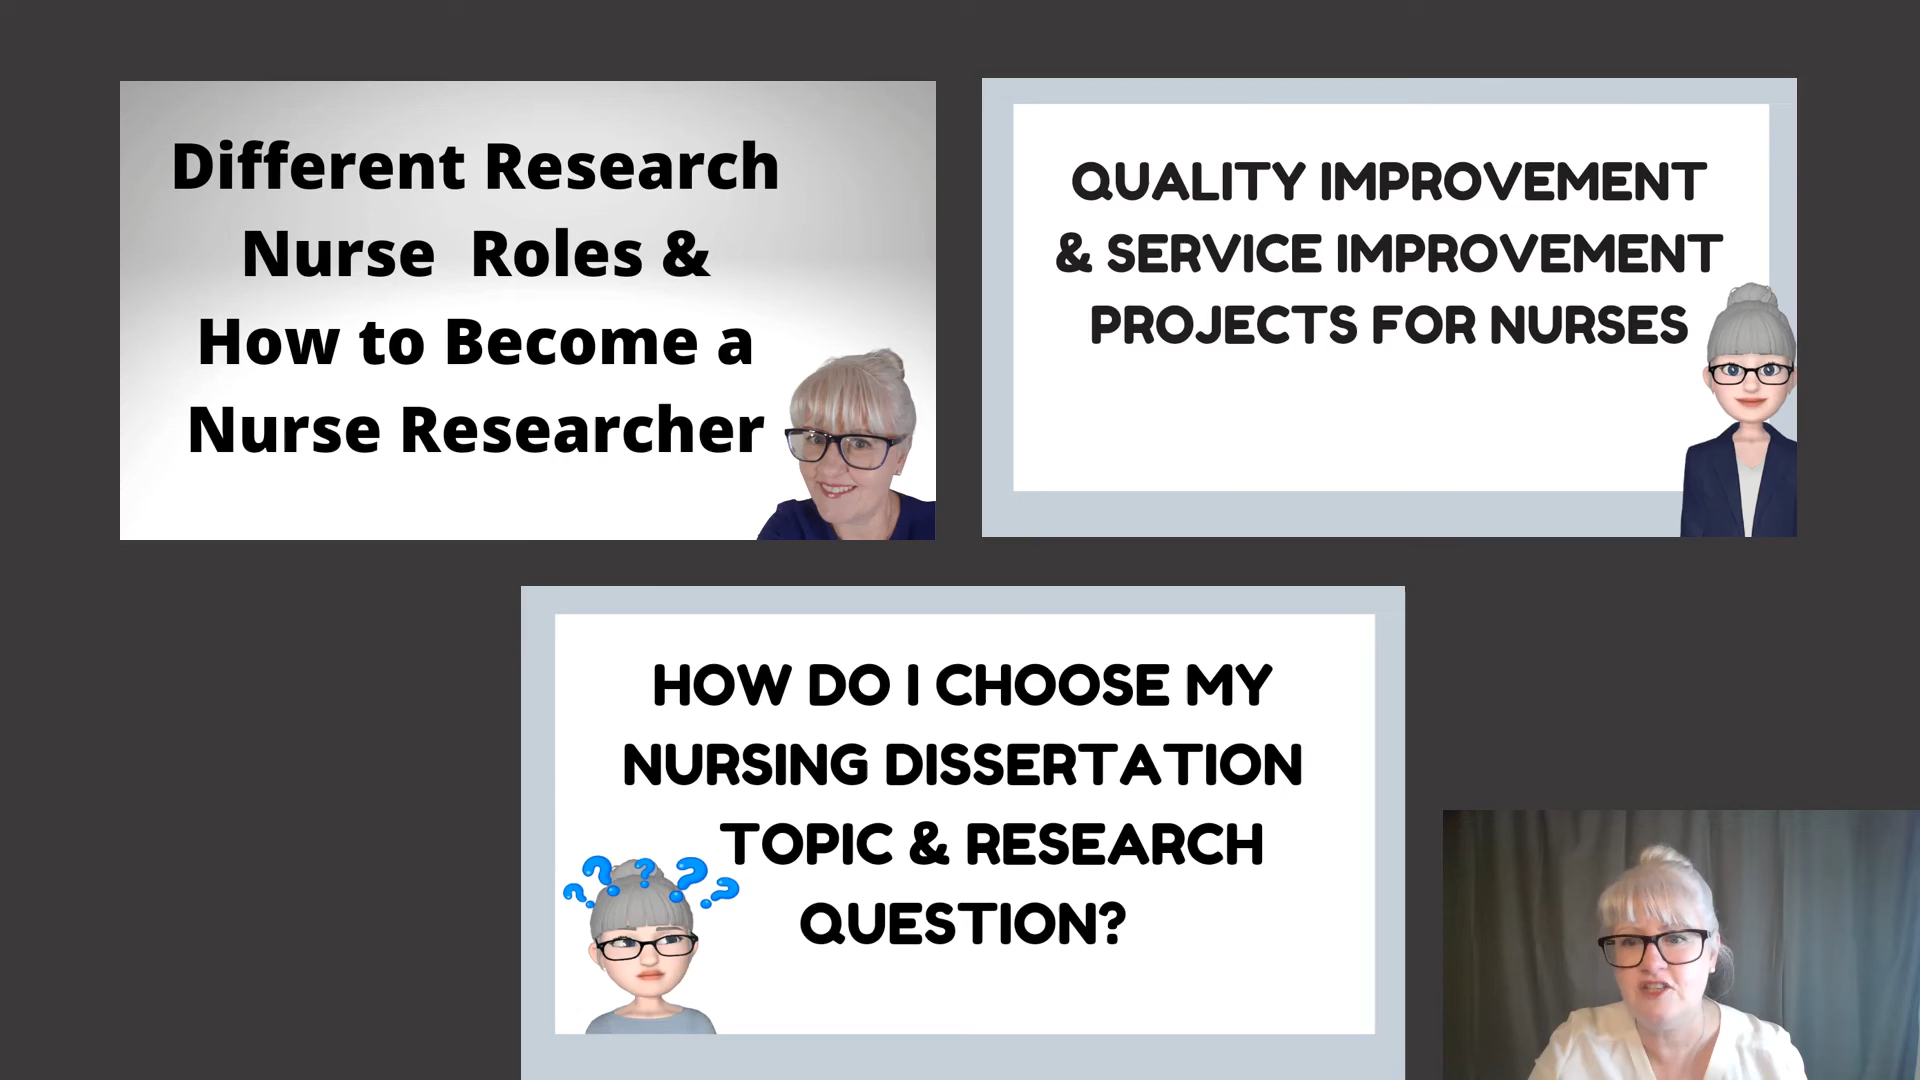 Different Research
Nurse Roles &
How to Become a
Nurse Researcher
QUALITY IMPROVEMENT
& SERVICE IMPROVEMENT
PROJECTS FOR NURSES
HOW DO I CHOOSE MY
NURSING DISSERTATION
TOPIC & RESEARCH
QUESTION?